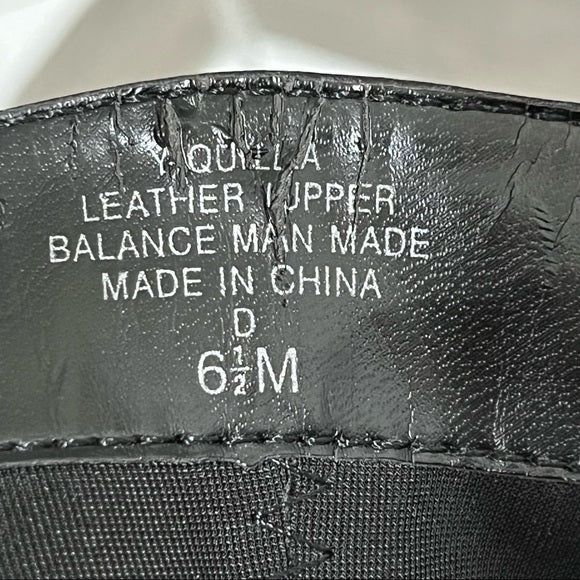 LEATHER UPPER
BALANCE MAN MADE
MADE IN CHINA
D
6½M